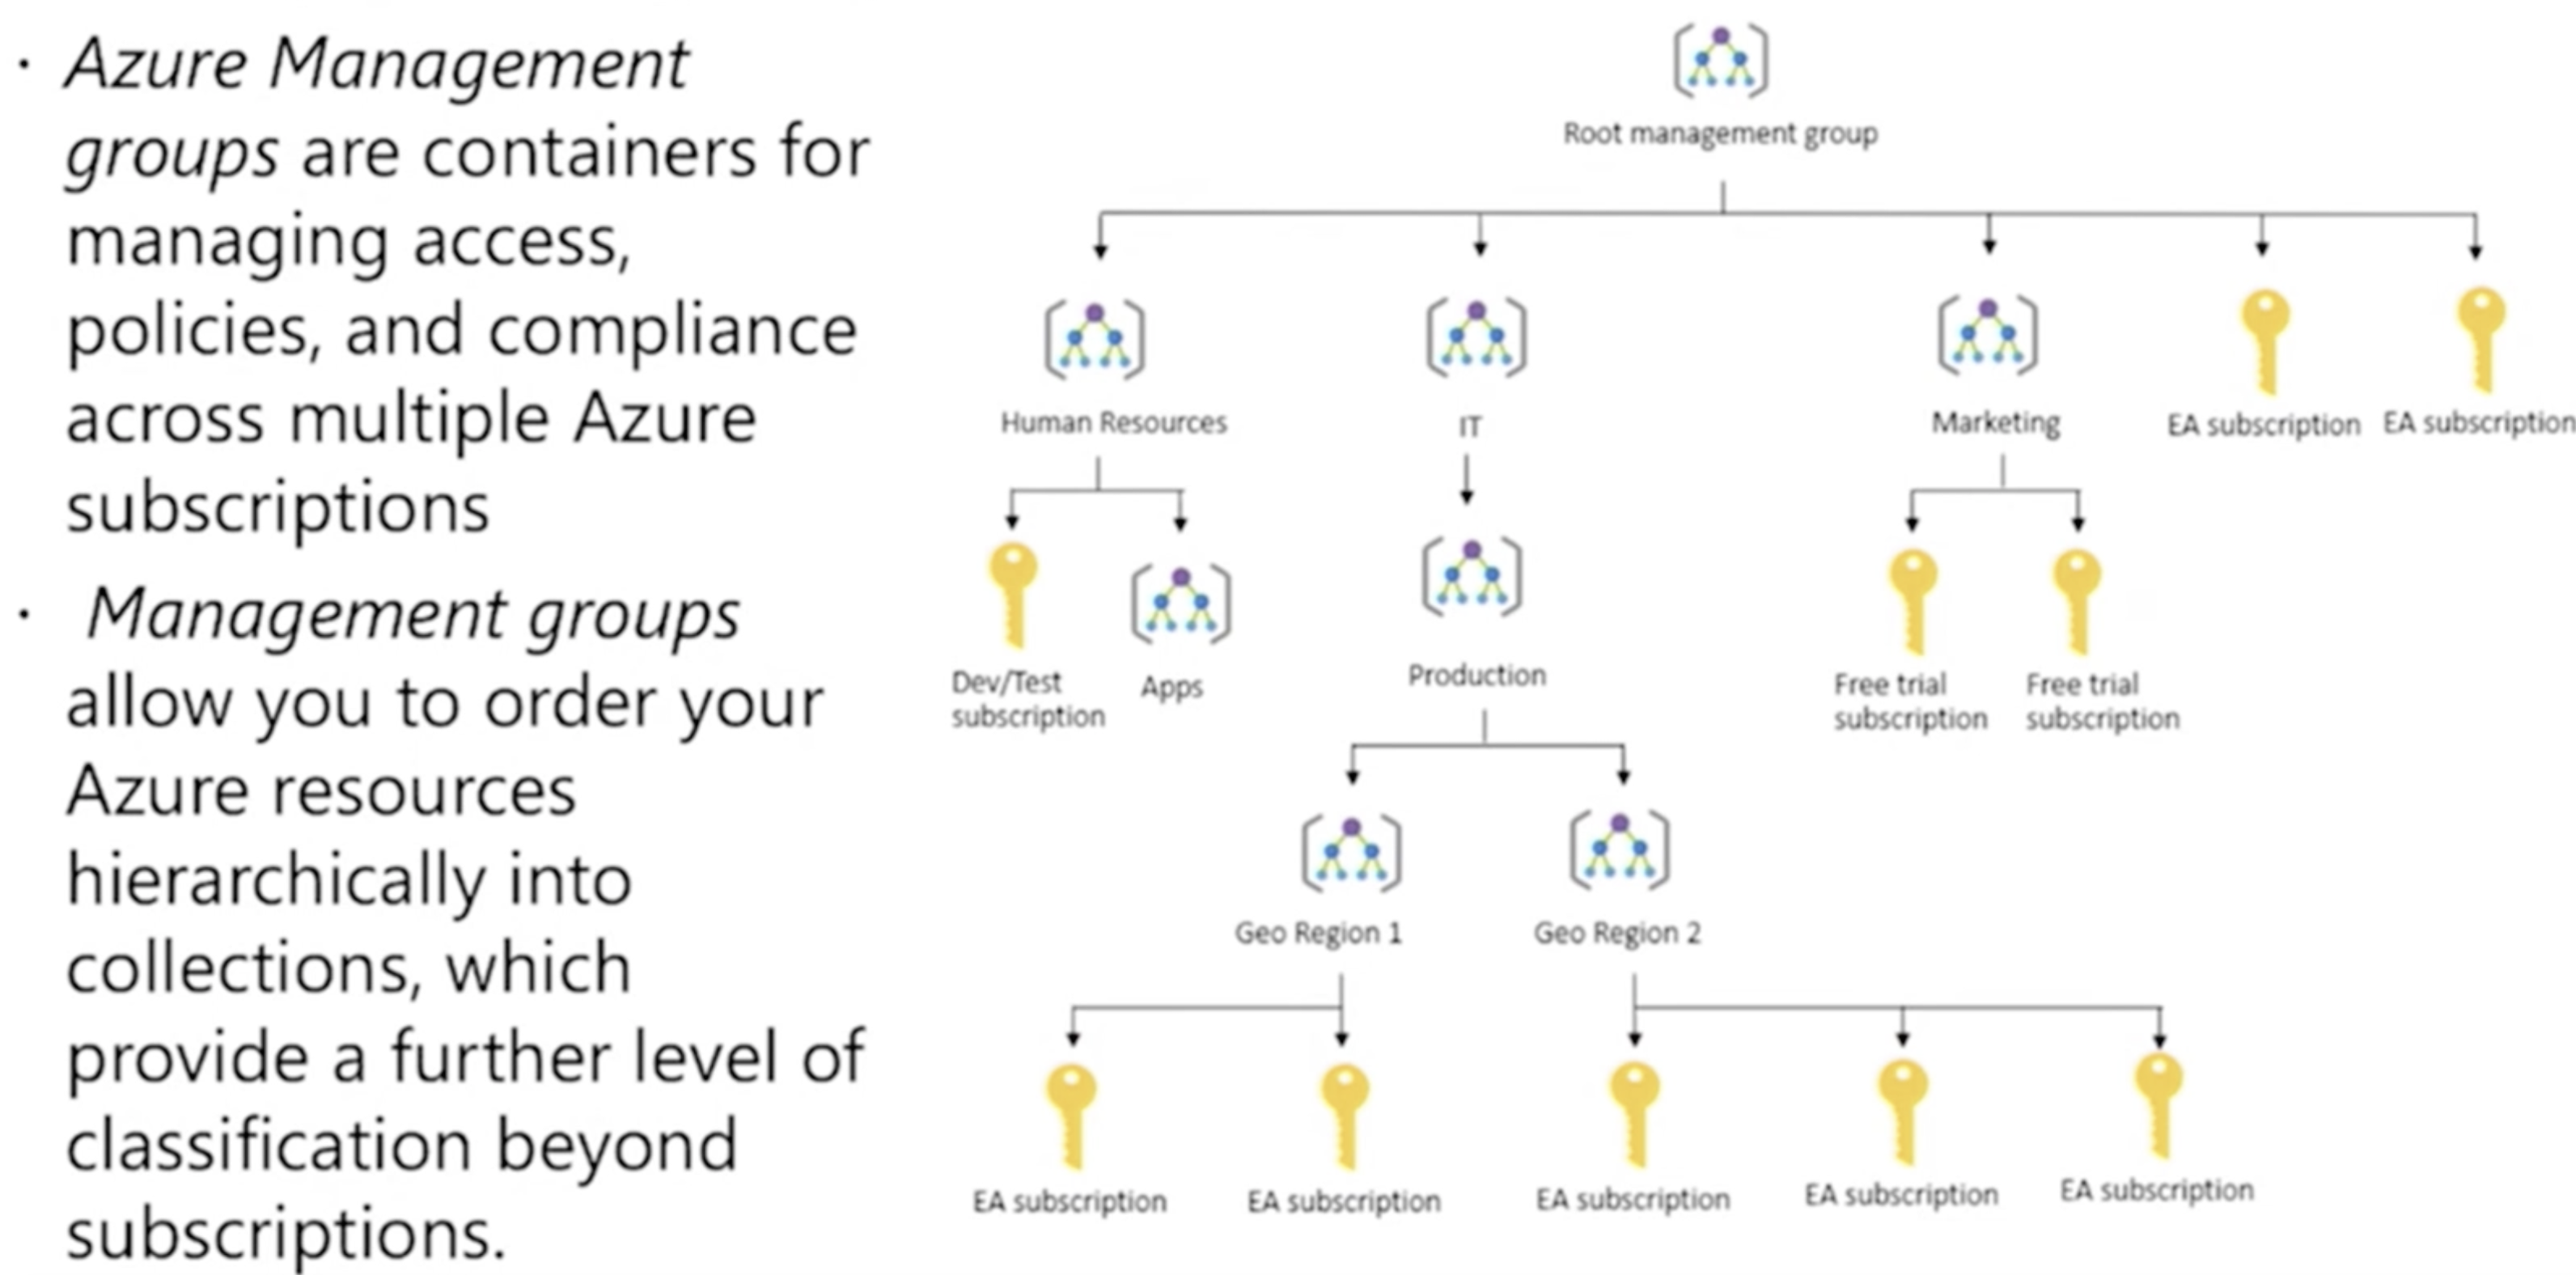 · Azure Management
groups are containers for
managing access,
policies, and compliance
across multiple Azure
subscriptions
· Management groups
allow you to order your
Azure resources
hierarchically into
collections, which
provide a further level of
classification beyond
subscriptions.
Root management group
Human Resources
IT
Marketing
EA subscription
EA subscription
Dev/Test
subscription
Apps
Production
Free trial
subscription
Free trial
subscription
Geo Region 1
Geo Region 2
EA subscription
EA subscription
EA subscription
EA subscription
EA subscription